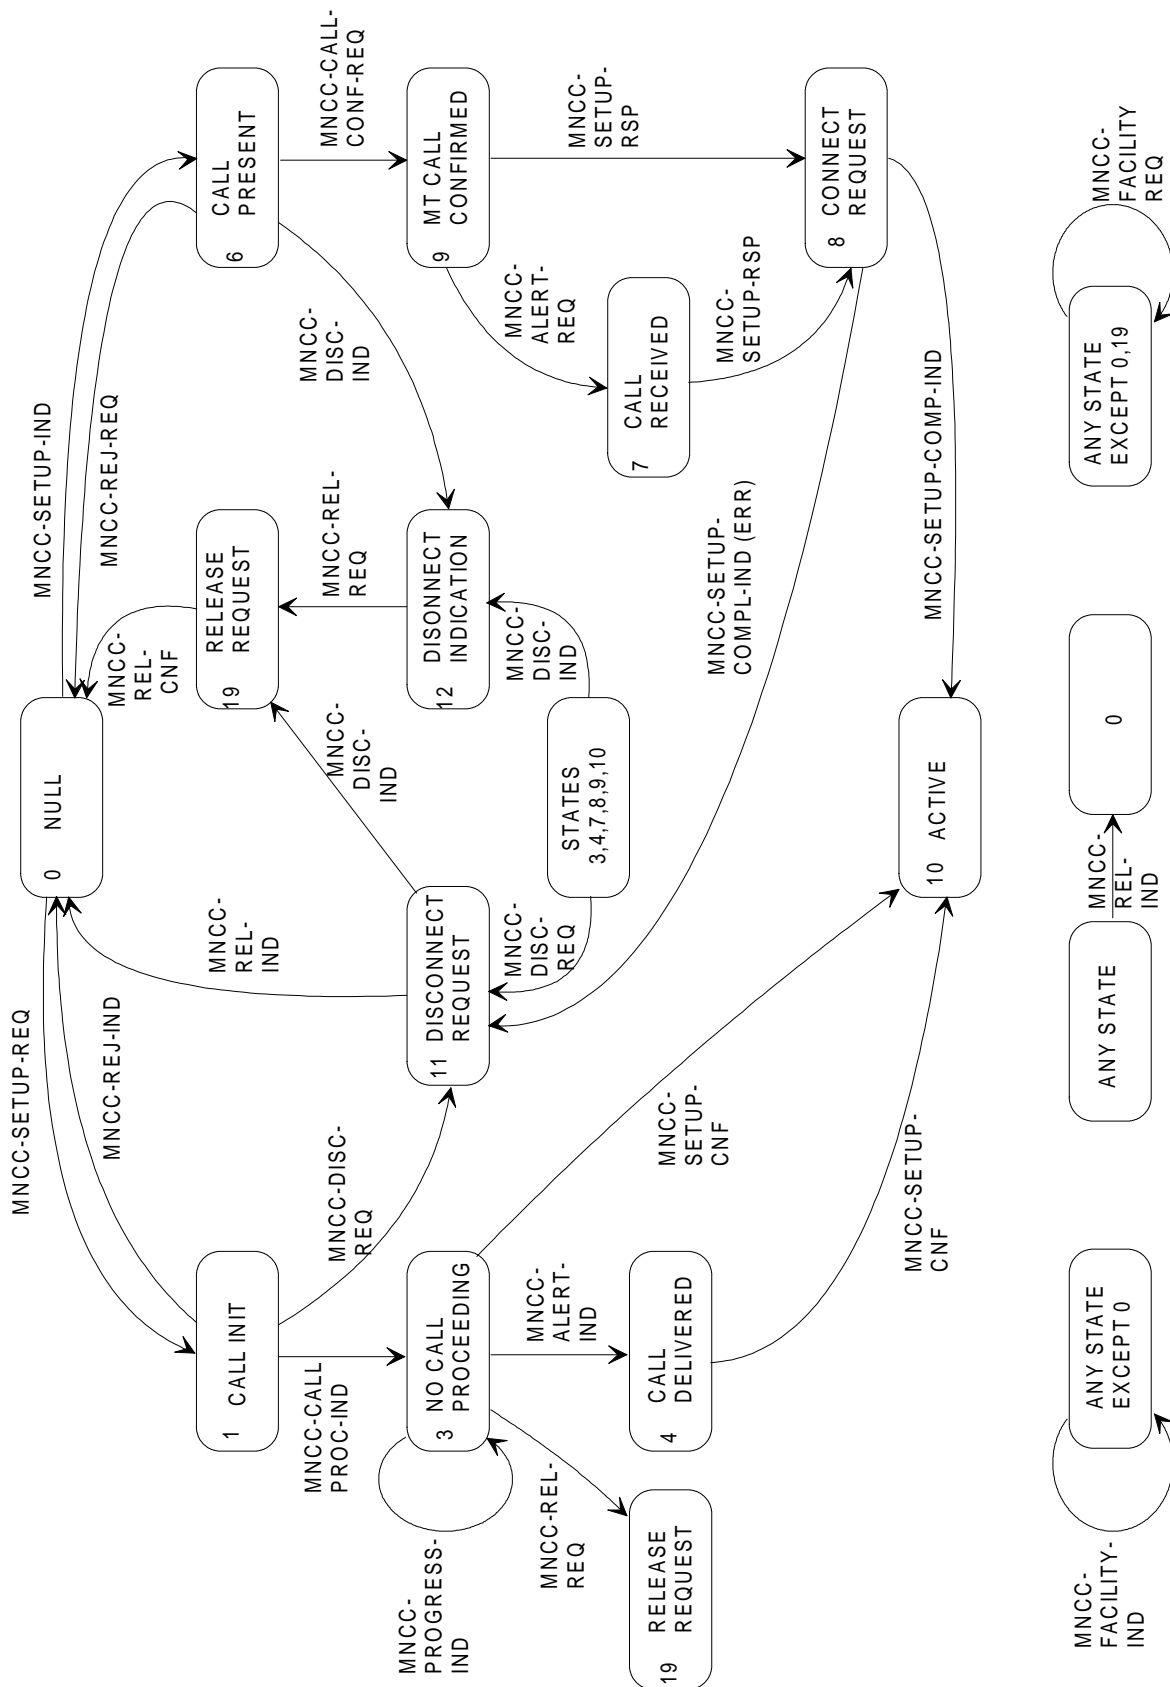 MNCC-SETUP-REQ
MNCC-REJ-IND
0 NULL
MNCC-SETUP-IND
MNCC-REJ-REQ
MNCC-
REL-
IND
MNCC-
REL-
CNF
1 CALL INIT
MNCC-DISC-
REQ
MNCC-
DISC-
IND
19 RELEASE
REQUEST
MNCC-
DISC-
IND
6 CALL
PRESENT
MNCC-CALL
PROC-IND
MNCC-REL-
REQ
MNCC-CALL-
CONF-REQ
MNCC-
PROGRESS-
IND
3 NO CALL
PROCEEDING
11 DISCONNECT
REQUEST
12 DISONNECT
INDICATION
9 MT CALL
CONFIRMED
MNCC-REL-
REQ
MNCC-
ALERT-
IND
MNCC-
DISC-
REQ
MNCC-
DISC-
IND
MNCC-
ALERT-
REQ
MNCC-
SETUP-
RSP
STATES
3,4,7,8,9,10
19 RELEASE
REQUEST
4 CALL
DELIVERED
MNCC-
SETUP-
CNF
MNCC-SETUP-
COMPL-IND (ERR)
7 CALL
RECEIVED
MNCC-
SETUP-RSP
8 CONNECT
REQUEST
MNCC-SETUP-
CNF
10 ACTIVE
MNCC-SETUP-COMP-IND
MNCC-
FACILITY-
IND
ANY STATE
EXCEPT 0
ANY STATE
MNCC-
REL-
IND
0
ANY STATE
EXCEPT 0,19
MNCC-
FACILITY
REQ